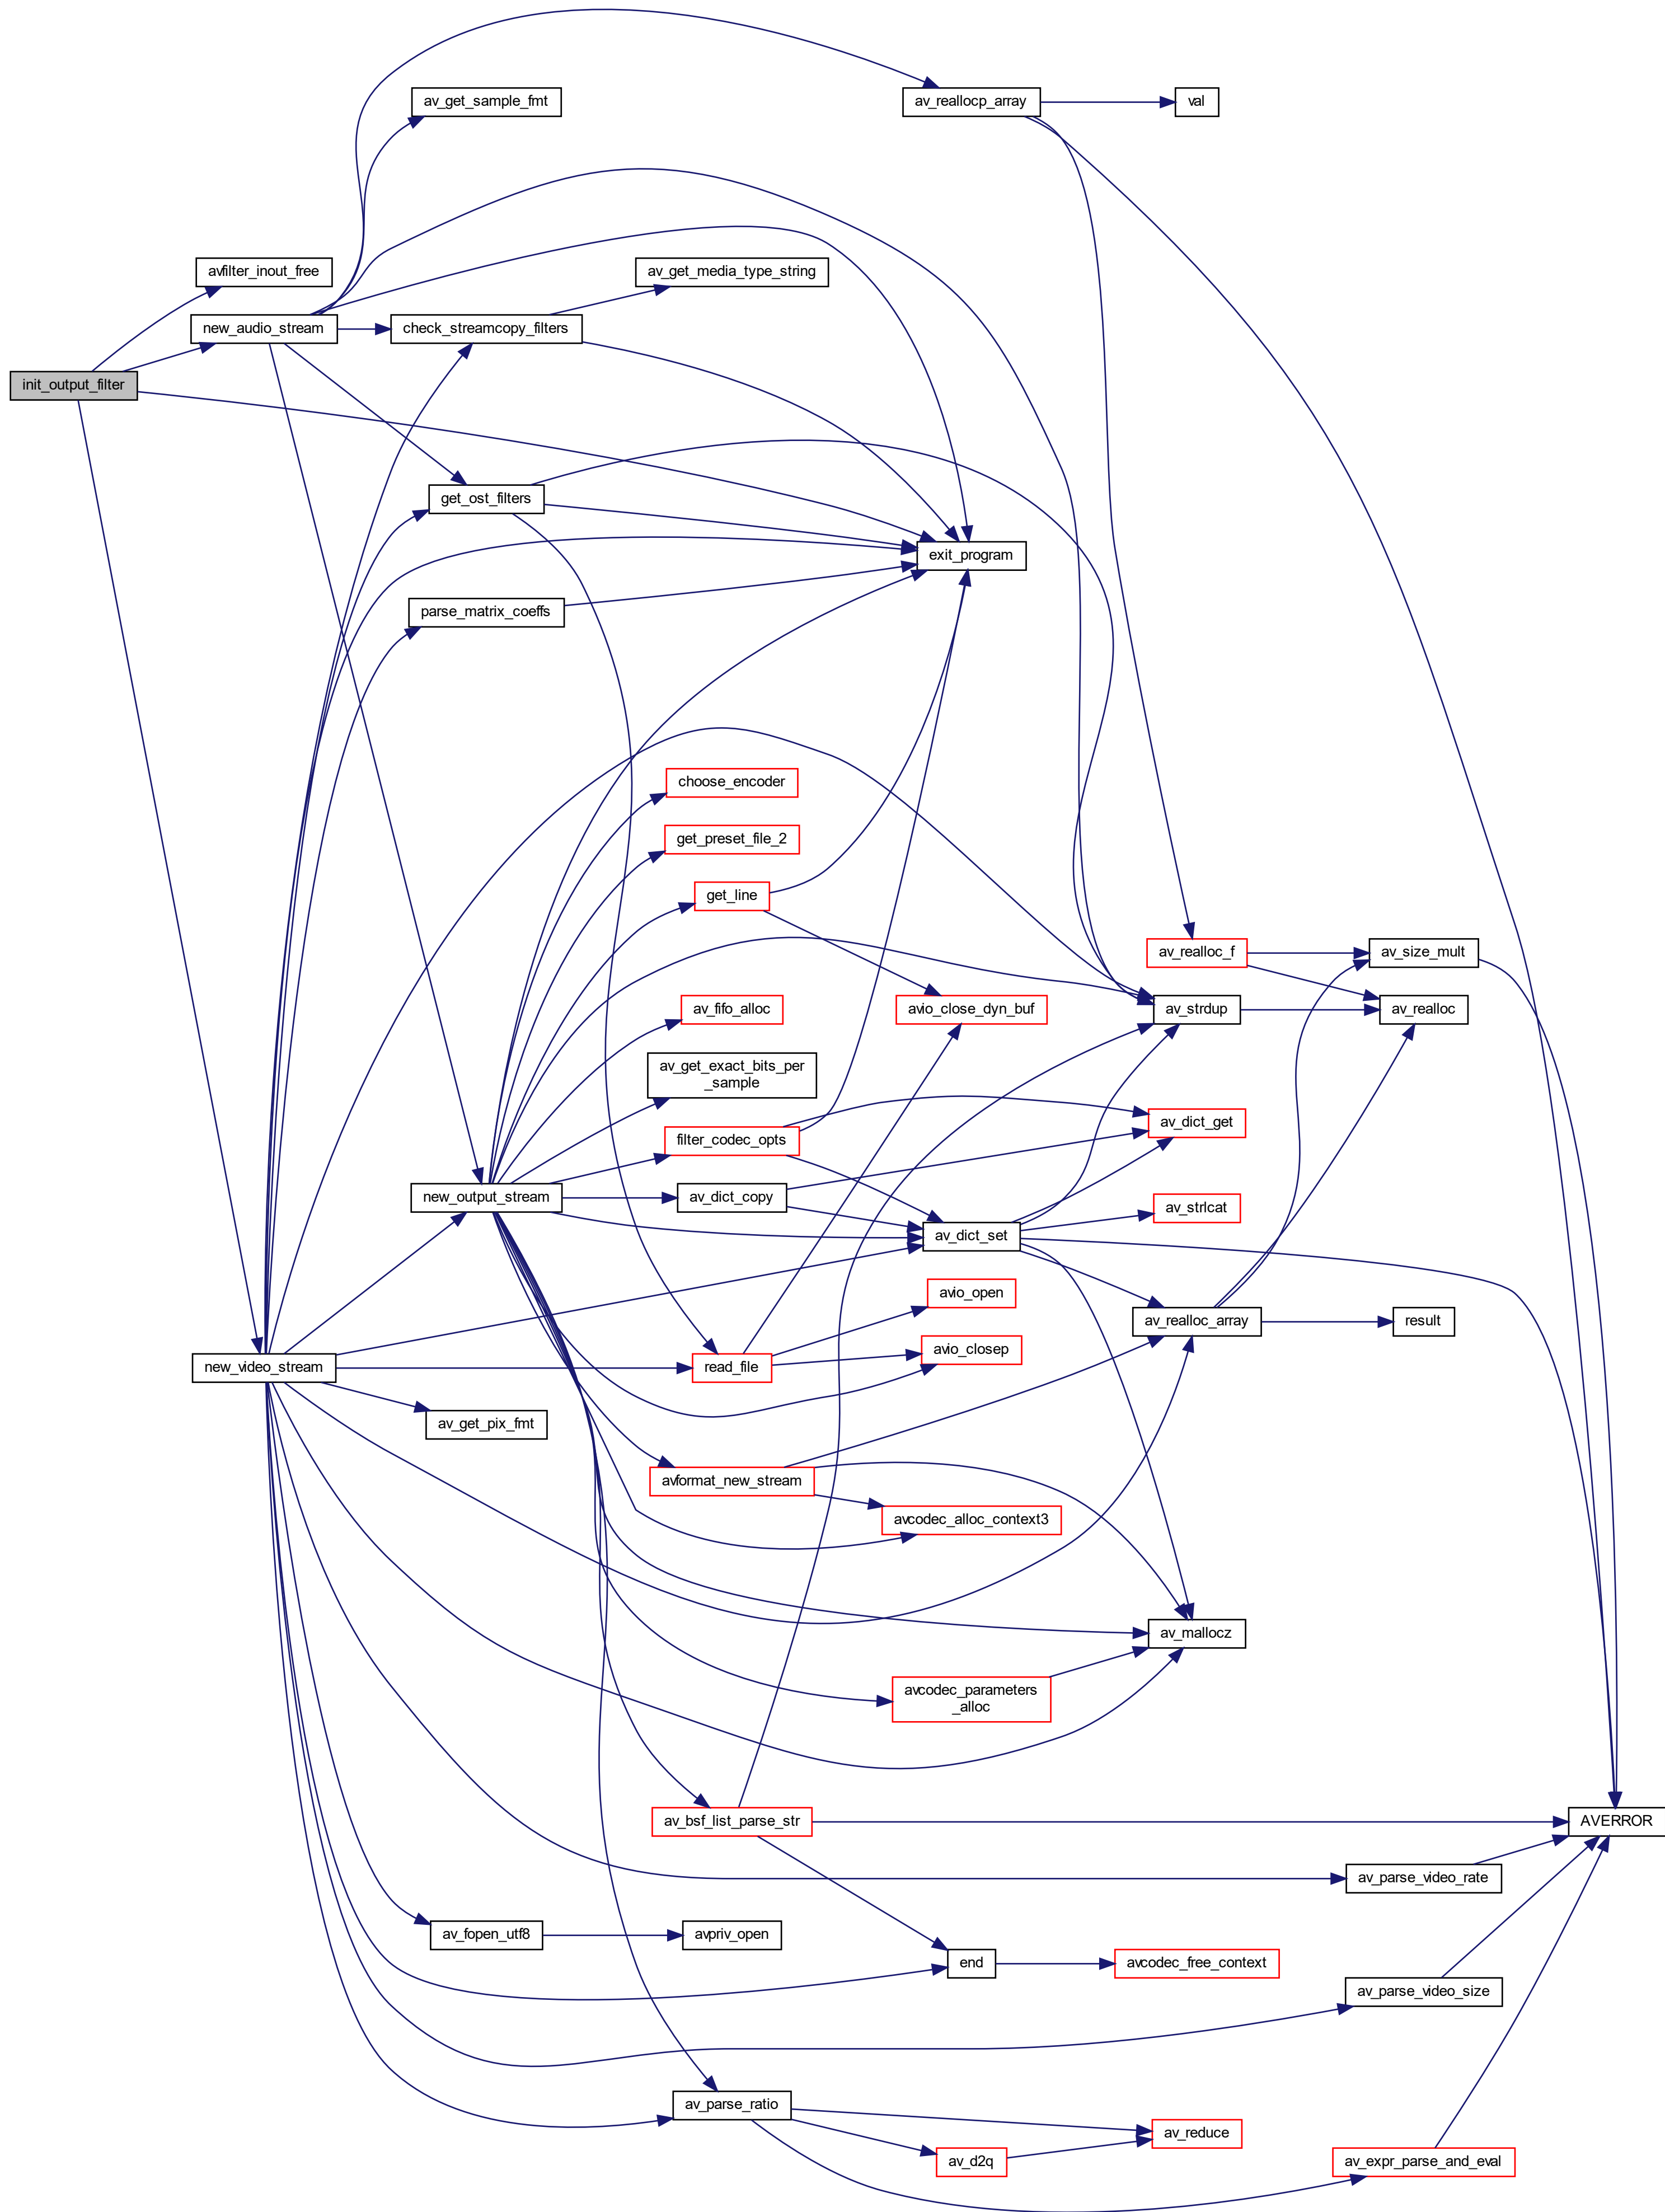 av_get_sample_fmt
av_reallocp_array
val
avfilter_inout_free
av_get_media_type_string
new_audio_stream
check_streamcopy_filters
init_output_filter
get_ost_filters
exit_program
parse_matrix_coeffs
choose_encoder
get_preset_file_2
get_line
av_realloc_f
av_size_mult
av_fifo_alloc
avio_close_dyn_buf
av_strdup
av_realloc
av_get_exact_bits_per
_sample
av_dict_get
filter_codec_opts
new_output_stream
av_dict_copy
av_strlcat
av_dict_set
avio_open
av_realloc_array
result
avio_closep
new_video_stream
read_file
av_get_pix_fmt
avformat_new_stream
avcodec_alloc_context3
av_mallocz
avcodec_parameters
_alloc
av_bsf_list_parse_str
AVERROR
av_parse_video_rate
av_fopen_utf8
avpriv_open
end
avcodec_free_context
av_parse_video_size
av_parse_ratio
av_reduce
av_d2q
av_expr_parse_and_eval